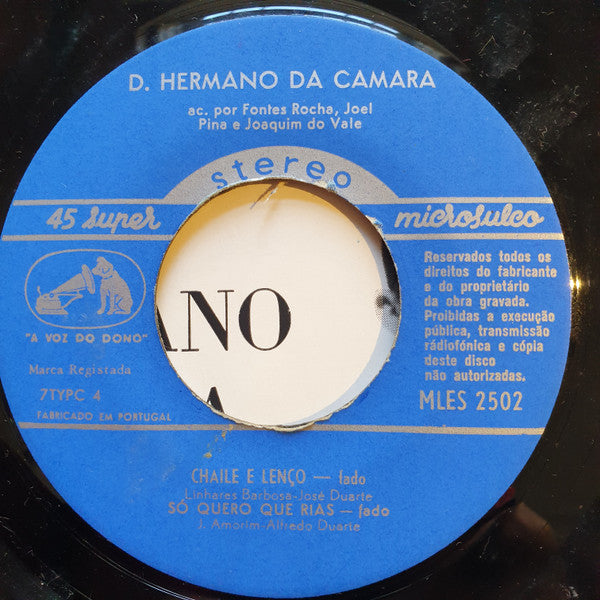 D. HERMANO DA CAMARA
ac. por Fontes Rocha, Joel
Pina e Joaquim do Vale
stereo
45 super
microsulco
"A VOZ DO DONO"
Marca Registada
7TYPC 4
FABRICADO EM PORTUGAL
Reservados todos os
direitos do fabricante
e do proprietário
da obra gravada.
Proibidas a execução
pública, transmissão
rádiofónica e cópia
deste disco
não autorizadas.
MLES 2502
ANO
A
CHAILE E LENÇO — fado
Linhares Barbosa-José Duarte
SÓ QUERO QUE RIAS — fado
J. Amorim-Alfredo Duarte